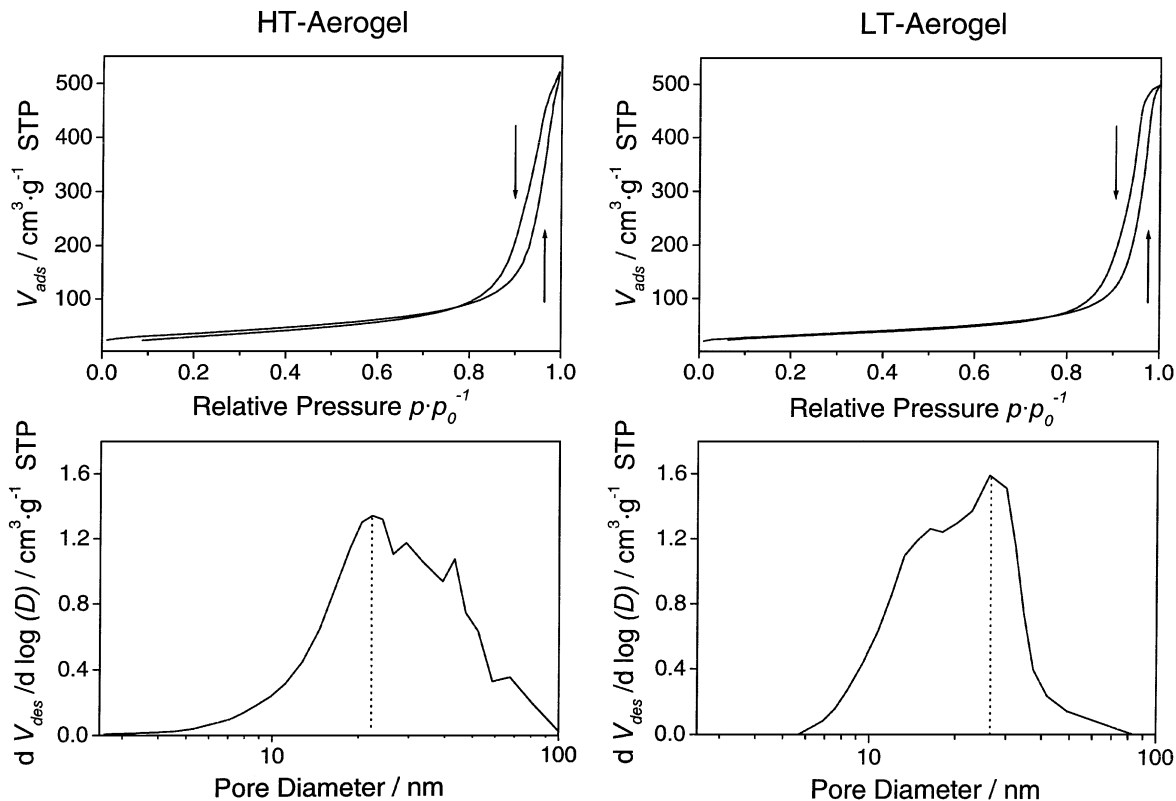 HT-Aerogel
V_ads / cm³·g⁻¹ STP
500
400
300
200
100
0.0 0.2 0.4 0.6 0.8 1.0
Relative Pressure p·p₀⁻¹
LT-Aerogel
V_ads / cm³·g⁻¹ STP
500
400
300
200
100
0.0 0.2 0.4 0.6 0.8 1.0
Relative Pressure p·p₀⁻¹
d V_des /d log (D) / cm³·g⁻¹ STP
1.6
1.2
0.8
0.4
0.0
10 100
Pore Diameter / nm
d V_des /d log (D) / cm³·g⁻¹ STP
1.6
1.2
0.8
0.4
0.0
10 100
Pore Diameter / nm